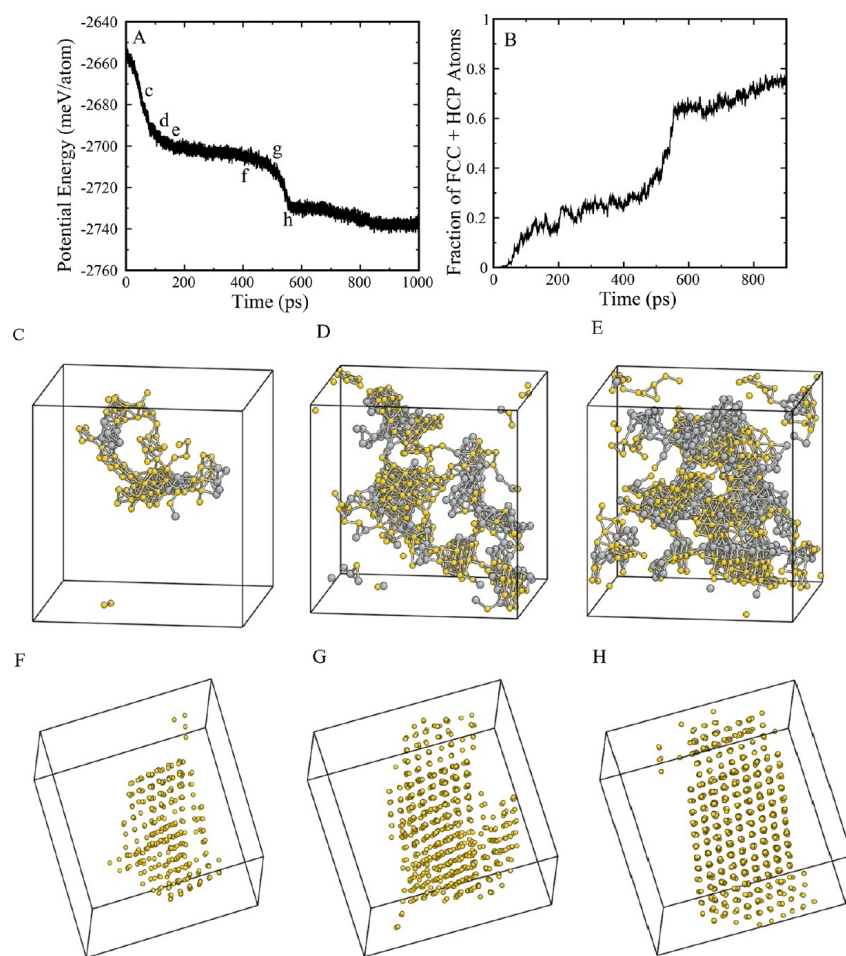 A
Potential Energy (meV/atom)
-2640
-2660
-2680
-2700
-2720
-2740
-2760
c
d
e
f
g
h
0
200
400
600
800
1000
Time (ps)
B
Fraction of FCC + HCP Atoms
1
0.8
0.6
0.4
0.2
0
0
200
400
600
800
Time (ps)
C
D
E
F
G
H